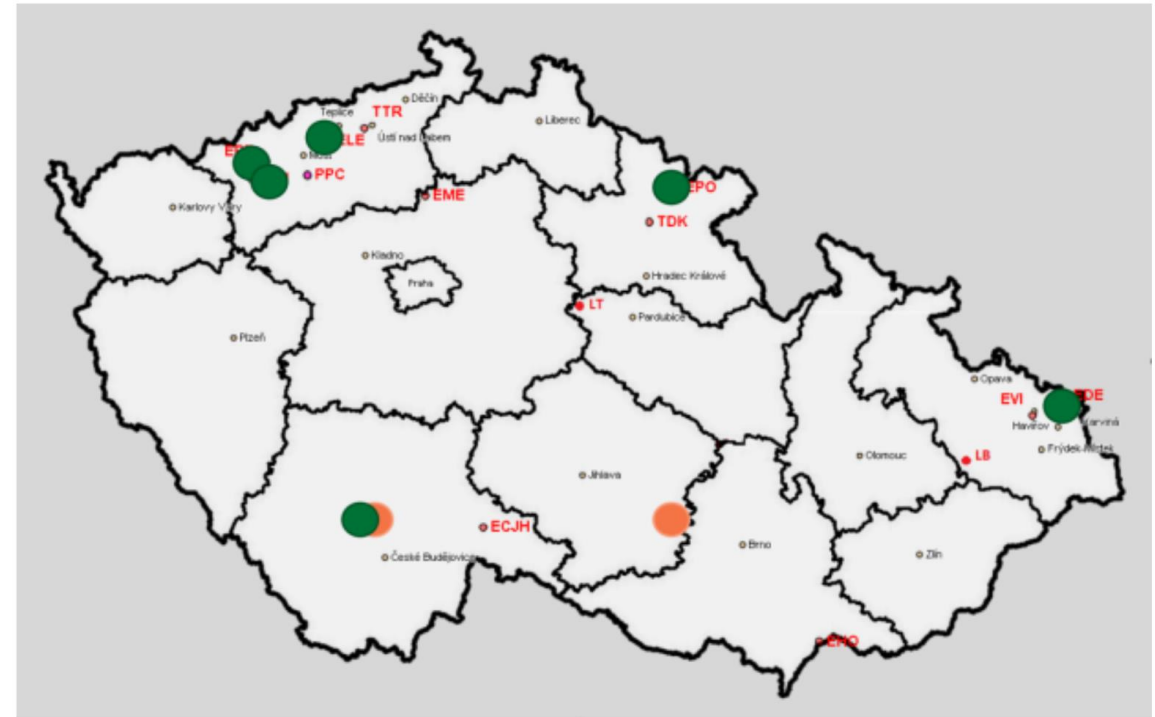 Děčín
TTR
Teplice
Ústí nad Labem
ELE
Most
PPC
Liberec
EPO
EME
TDK
Karlovy Vary
Kladno
Praha
Hradec Králové
LT
Pardubice
Plzeň
Opava
EDE
EVI
Karviná
Havířov
Frýdek-Místek
LB
Olomouc
Jihlava
ECJH
Brno
České Budějovice
Zlín
EHO